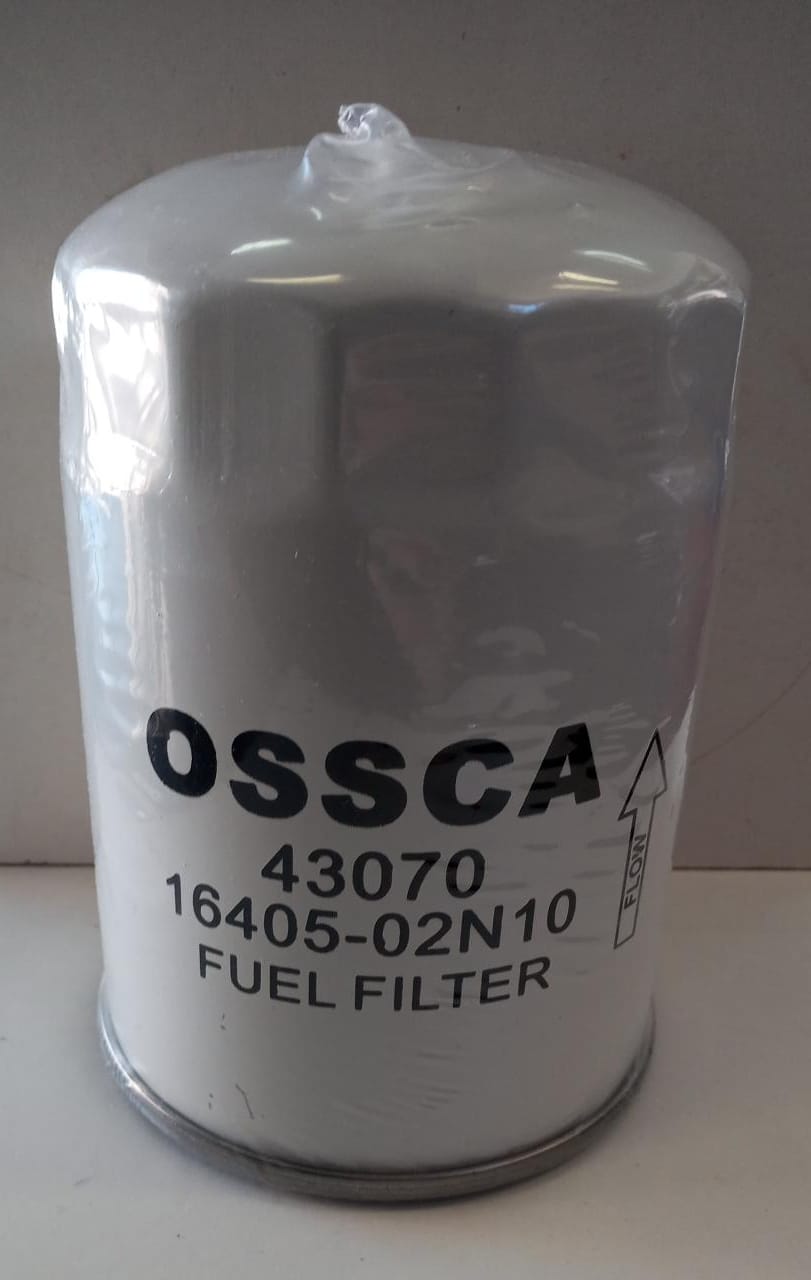 OSSCA
43070
16405-02N10
FUEL FILTER
FLOW